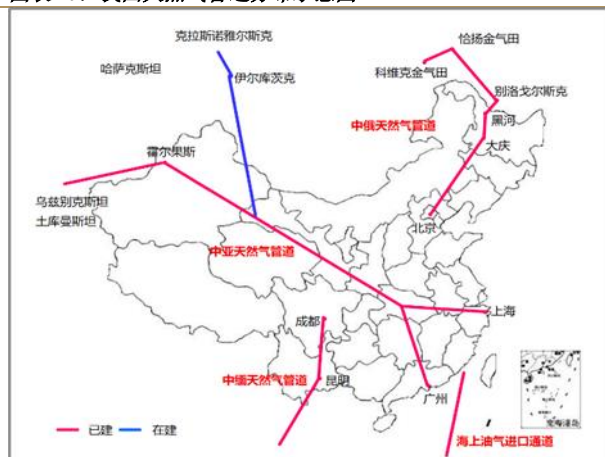 克拉斯诺雅尔斯克
恰扬金气田
哈萨克斯坦
伊尔库茨克
科维克金气田
别洛戈尔斯克
黑河
中俄天然气管道
大庆
霍尔果斯
乌兹别克斯坦
土库曼斯坦
北京
中亚天然气管道
成都
上海
中缅天然气管道
昆明
广州
已建
在建
海上油气进口通道
南海诸岛